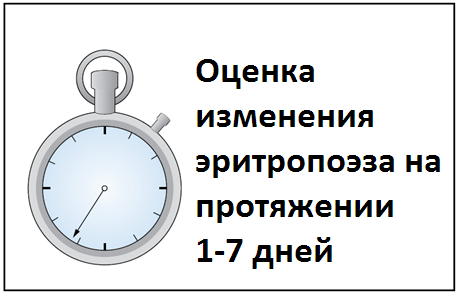 Оценка
изменения
эритропоэза на
протяжении
1-7 дней